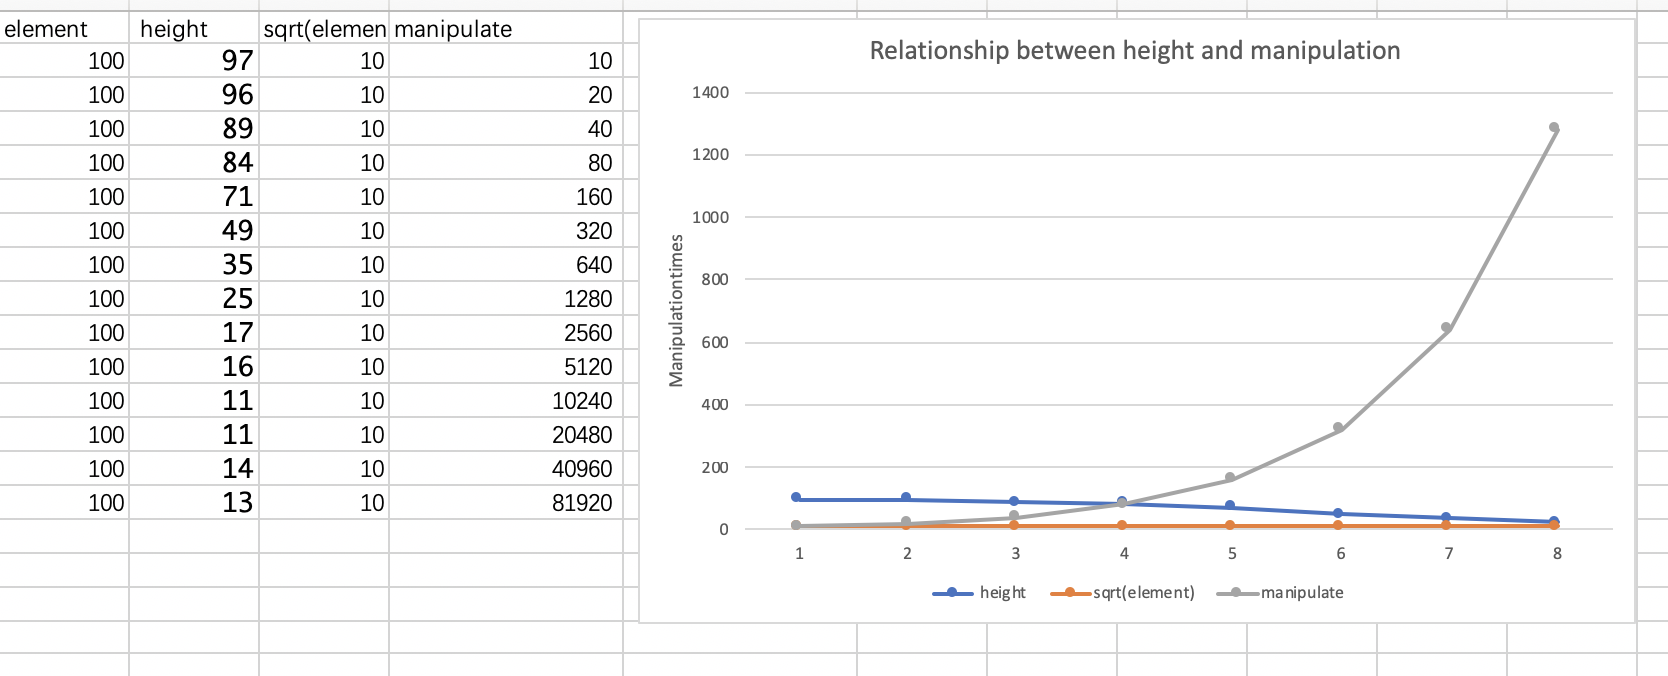 element height sqrt(elemen manipulate
100 97 10 10
100 96 10 20
100 89 10 40
100 84 10 80
100 71 10 160
100 49 10 320
100 35 10 640
100 25 10 1280
100 17 10 2560
100 16 10 5120
100 11 10 10240
100 11 10 20480
100 14 10 40960
100 13 10 81920
Relationship between height and manipulation
Manipulationtimes
1400
1200
1000
800
600
400
200
0
1 2 3 4 5 6 7 8
height sqrt(element) manipulate